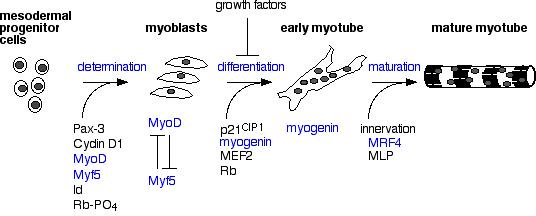 growth factors
mesodermal
progenitor
cells
myoblasts
early myotube
mature myotube
determination
differentiation
maturation
Pax-3
Cyclin D1
MyoD
Myf5
Id
Rb-PO4
MyoD
Myf5
p21CIP1
myogenin
MEF2
Rb
myogenin
innervation
MRF4
MLP